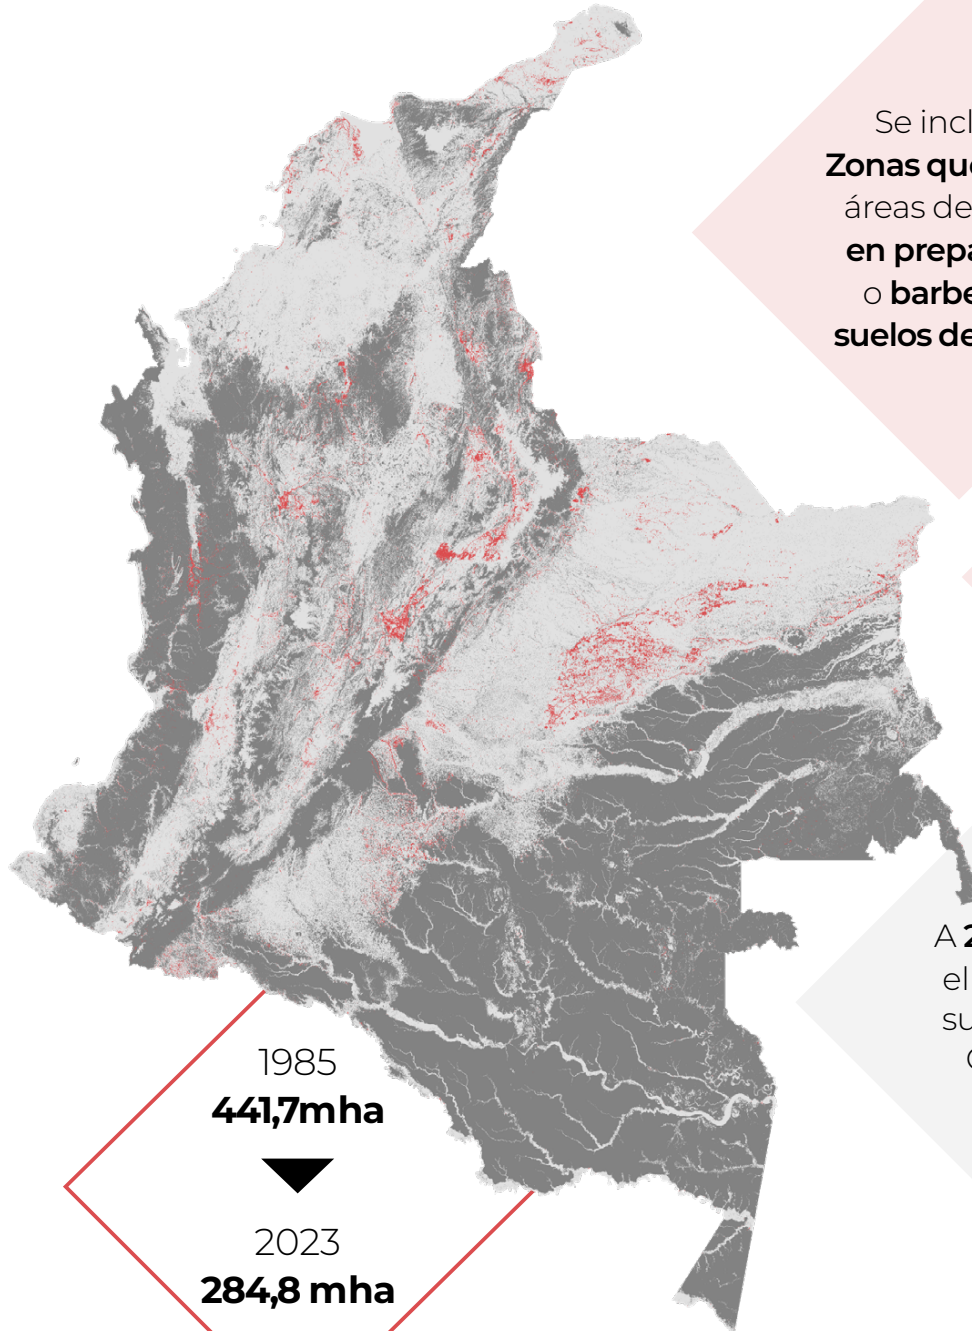 Se incl
Zonas que
áreas de
en prepa
o barbe
suelos de
A 2
el
su
1985
441,7mha
2023
284,8 mha